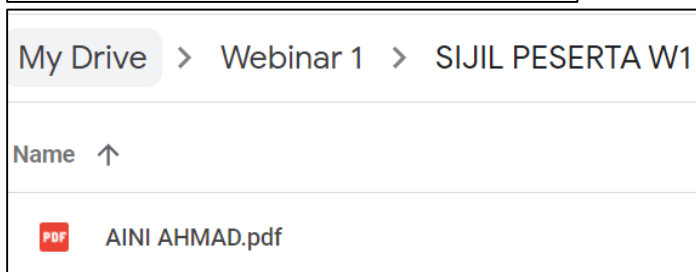 My Drive > Webinar 1 > SIJIL PESERTA W1
Name ↑
PDF AINI AHMAD.pdf